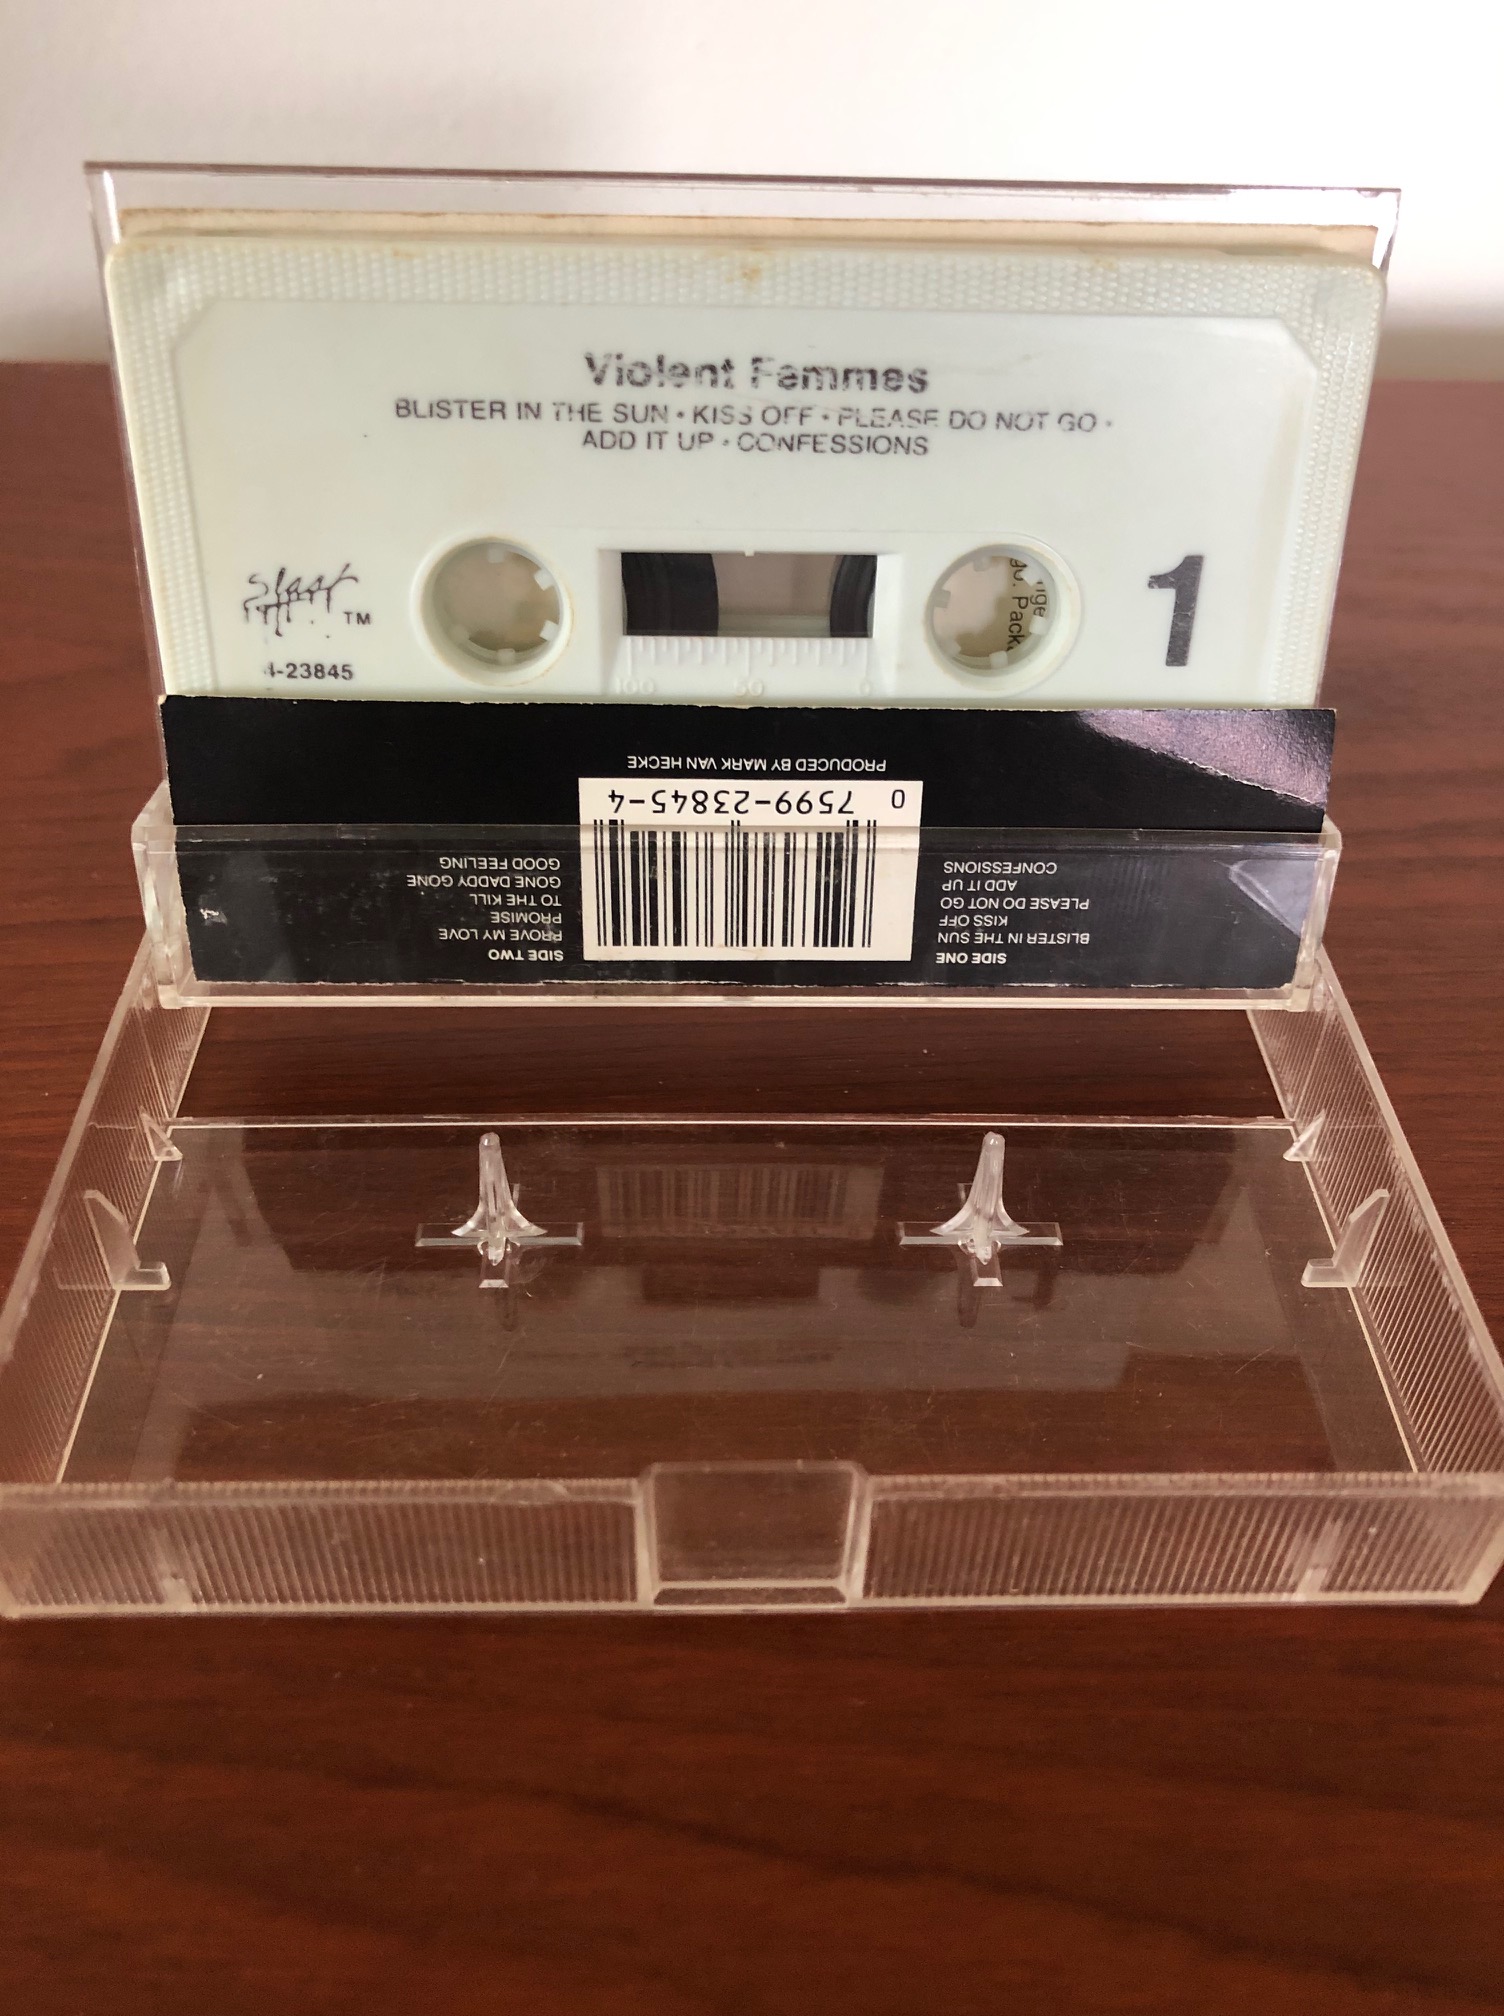 Violent Femmes
BLISTER IN THE SUN • KISS OFF • PLEASE DO NOT GO •
ADD IT UP • CONFESSIONS
Slash TM
4-23845
1
100 50 0
PRODUCED BY MARK VAN HECKE
0 7599-23845-4
SIDE ONE
BLISTER IN THE SUN
KISS OFF
PLEASE DO NOT GO
ADD IT UP
CONFESSIONS
SIDE TWO
PROVE MY LOVE
PROMISE
TO THE KILL
GONE DADDY GONE
GOOD FEELING